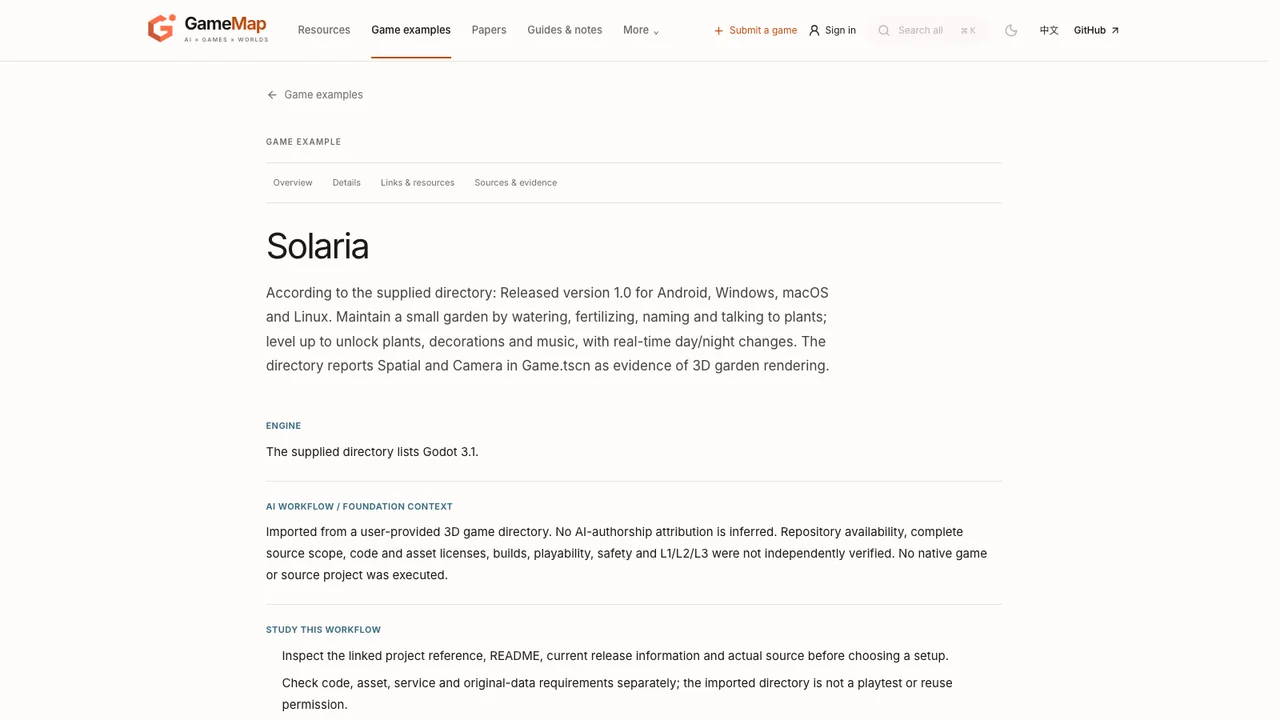 GameMap
AI × GAMES × WORLDS
Resources
Game examples
Papers
Guides & notes
More
Submit a game
Sign in
Search all
⌘ K
中文
GitHub
Game examples
GAME EXAMPLE
Overview
Details
Links & resources
Sources & evidence
Solaria
According to the supplied directory: Released version 1.0 for Android, Windows, macOS
and Linux. Maintain a small garden by watering, fertilizing, naming and talking to plants;
level up to unlock plants, decorations and music, with real-time day/night changes. The
directory reports Spatial and Camera in Game.tscn as evidence of 3D garden rendering.
ENGINE
The supplied directory lists Godot 3.1.
AI WORKFLOW / FOUNDATION CONTEXT
Imported from a user-provided 3D game directory. No AI-authorship attribution is inferred. Repository availability, complete
source scope, code and asset licenses, builds, playability, safety and L1/L2/L3 were not independently verified. No native game
or source project was executed.
STUDY THIS WORKFLOW
Inspect the linked project reference, README, current release information and actual source before choosing a setup.
Check code, asset, service and original-data requirements separately; the imported directory is not a playtest or reuse
permission.